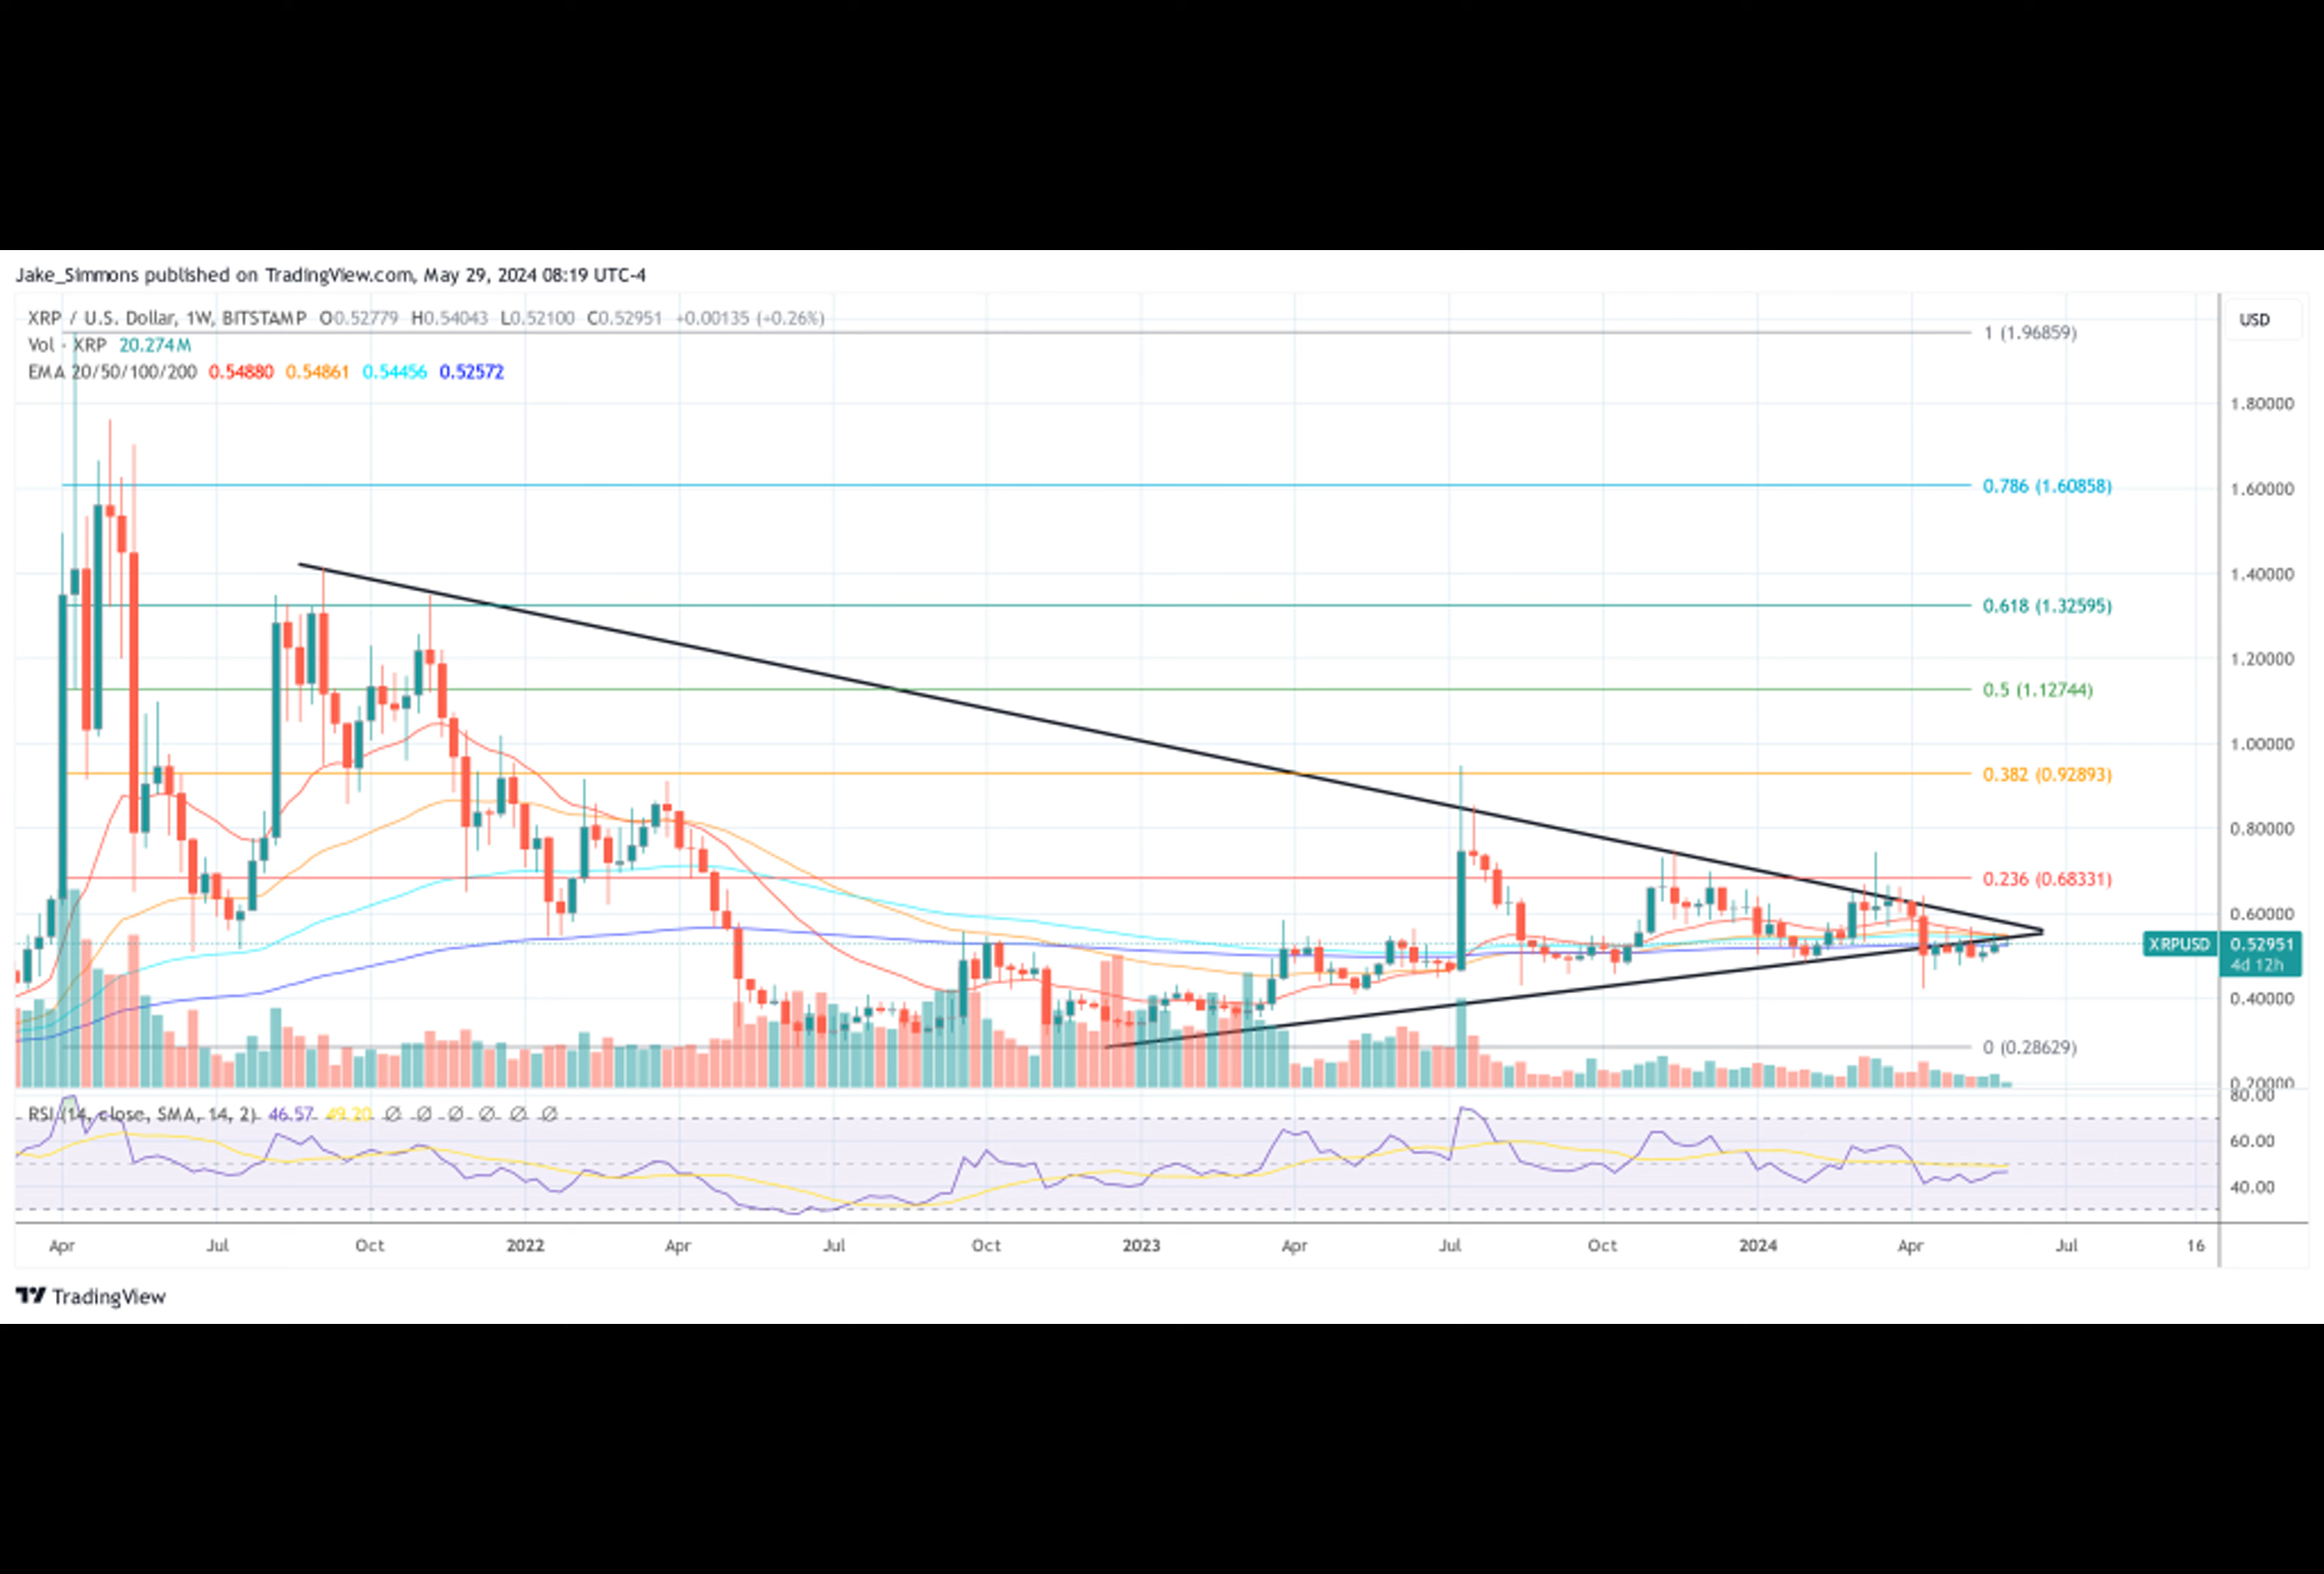 Jake_Simmons published on TradingView.com, May 29, 2024 08:19 UTC-4
XRP / U.S. Dollar, 1W, BITSTAMP O0.52779 H0.54043 L0.52100 C0.52951 +0.00135 (+0.26%)
USD
1 (1.96859)
Vol · XRP 20.274M
EMA 20/50/100/200 0.54880 0.54861 0.54456 0.52572
1.80000
0.786 (1.60858)
1.60000
1.40000
0.618 (1.32595)
1.20000
0.5 (1.12744)
1.00000
0.382 (0.92893)
0.80000
0.236 (0.68331)
0.60000
XRPUSD 0.52951
4d 12h
0.40000
0 (0.28629)
0.20000
80.00
RSI (14, close, SMA, 14, 2) 46.57 49.20 ∅ ∅ ∅ ∅ ∅ ∅
60.00
40.00
Apr Jul Oct 2022 Apr Jul Oct 2023 Apr Jul Oct 2024 Apr Jul 16
TradingView